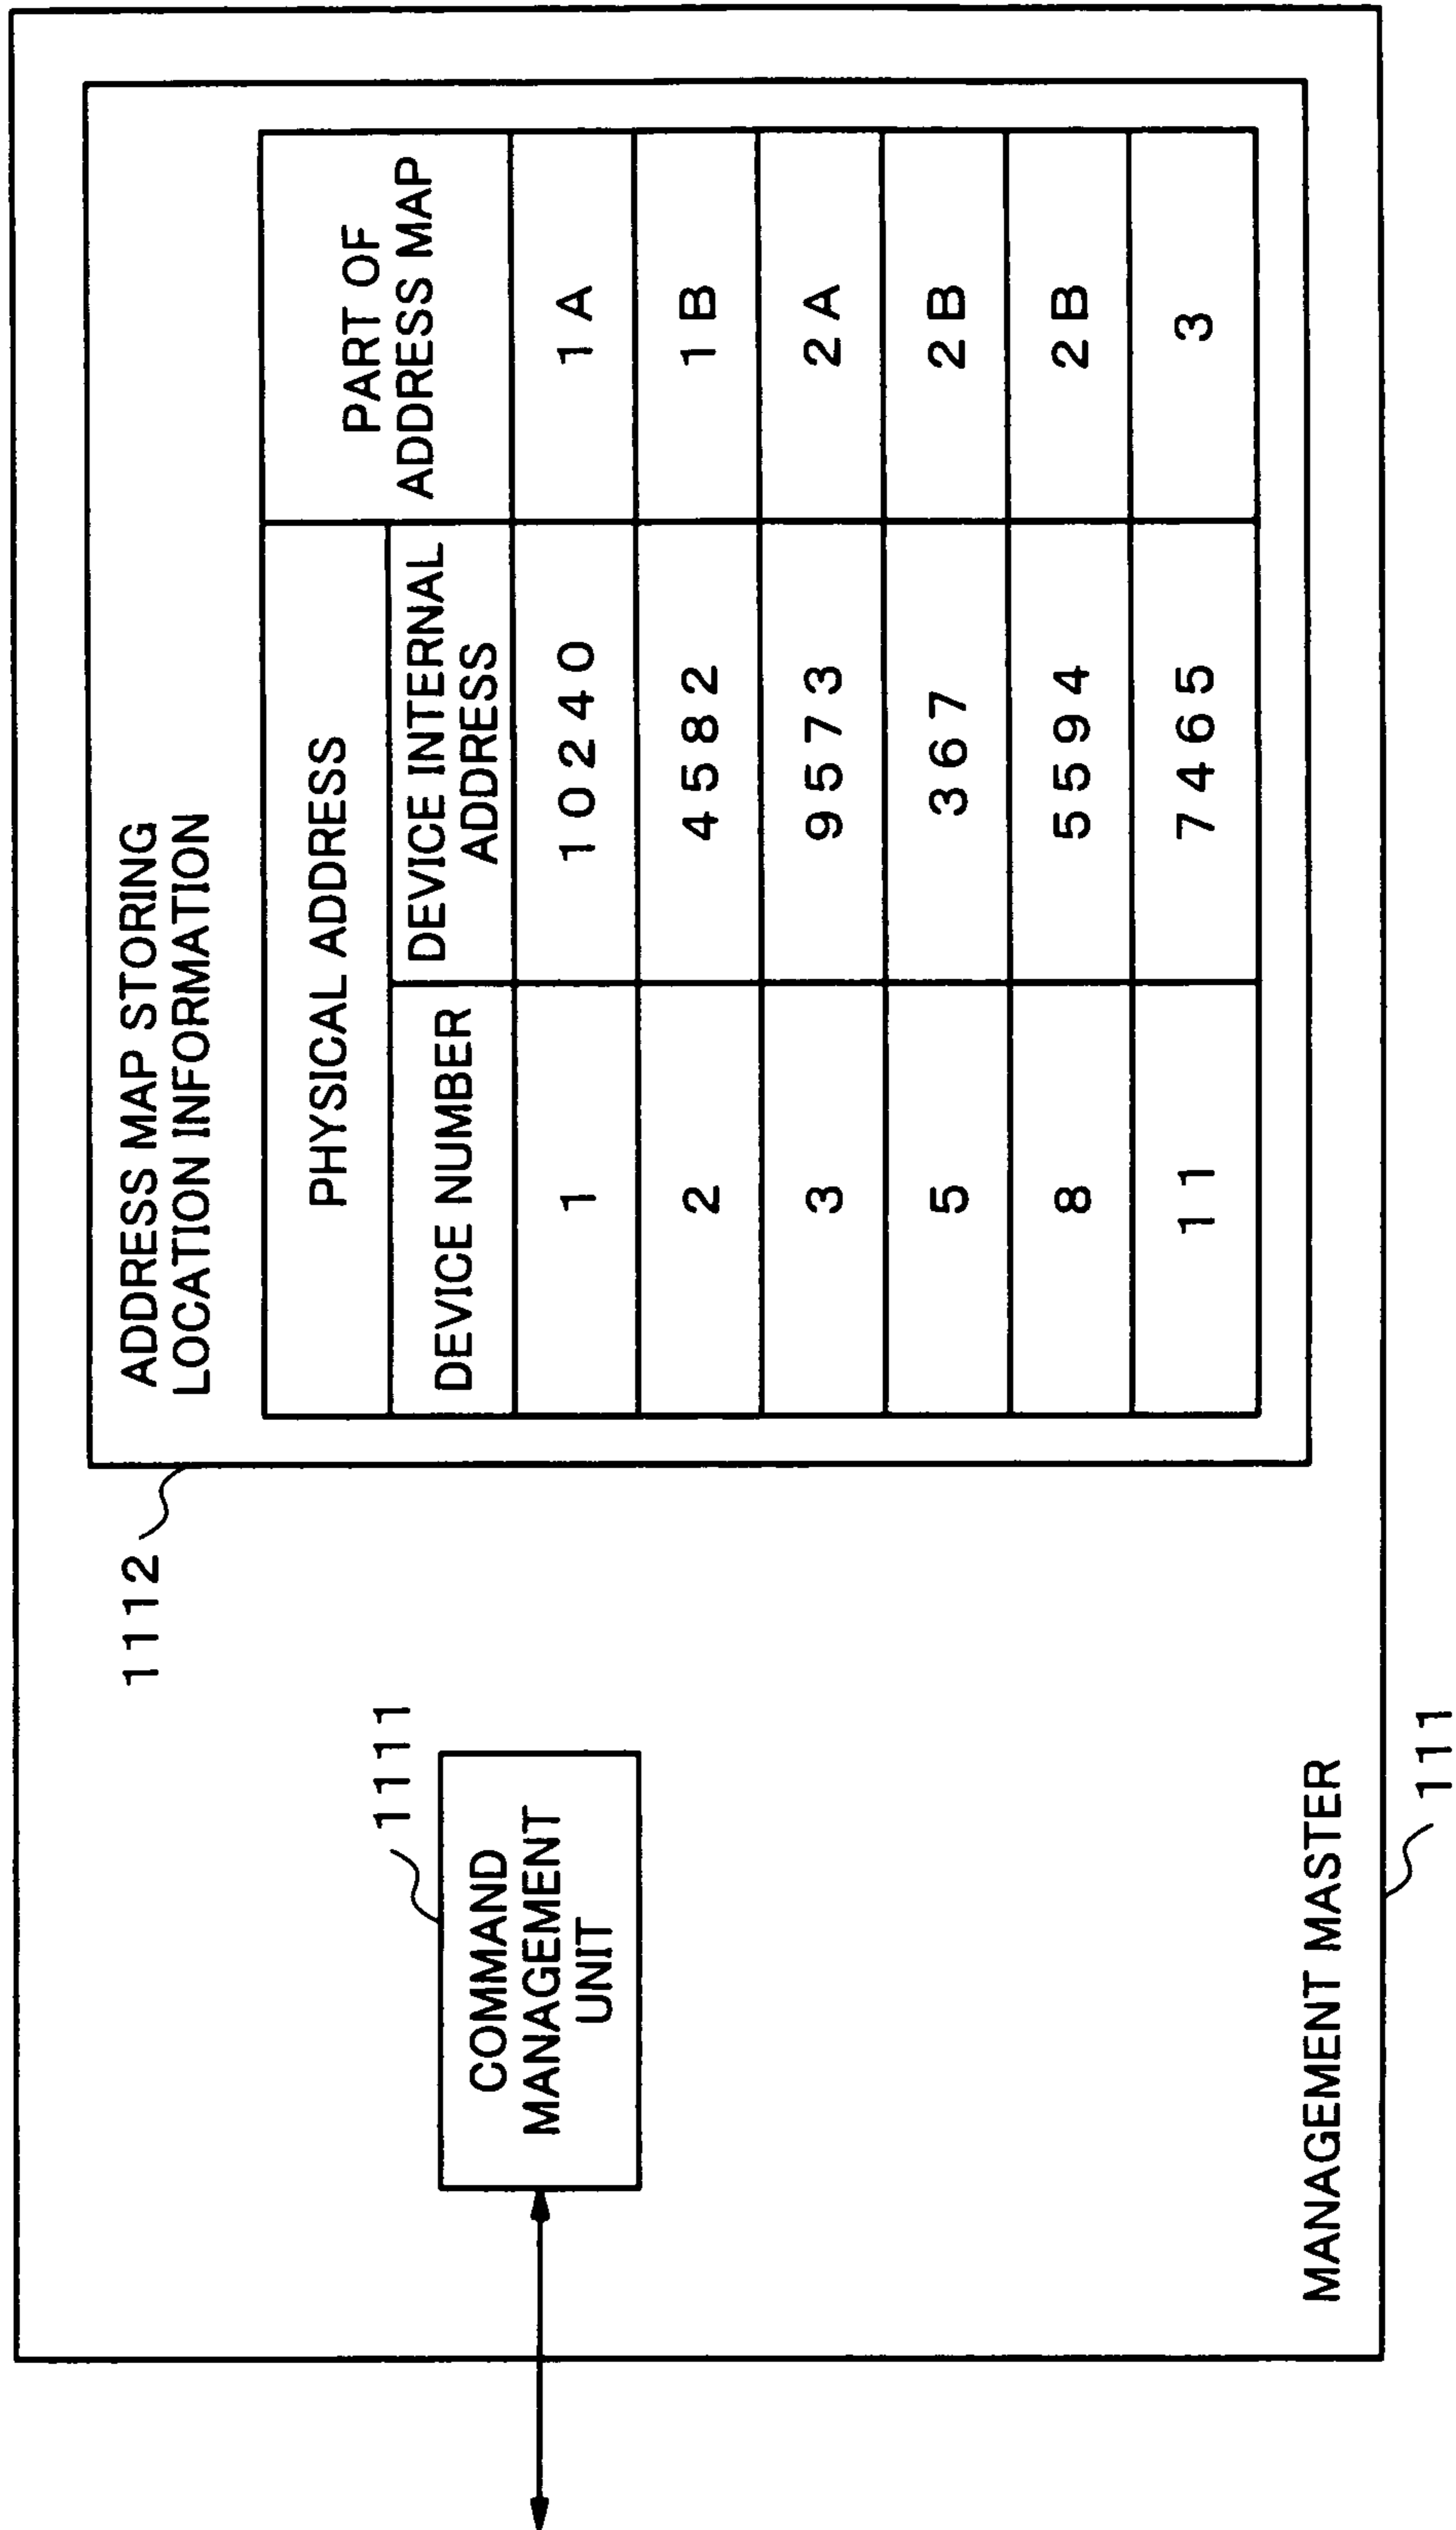 1112
ADDRESS MAP STORING
LOCATION INFORMATION
PHYSICAL ADDRESS
PART OF
ADDRESS MAP
DEVICE NUMBER
DEVICE INTERNAL
ADDRESS
1 10240 1A
2 4582 1B
3 9573 2A
5 367 2B
8 5594 2B
11 7465 3
1111
COMMAND
MANAGEMENT
UNIT
MANAGEMENT MASTER
111